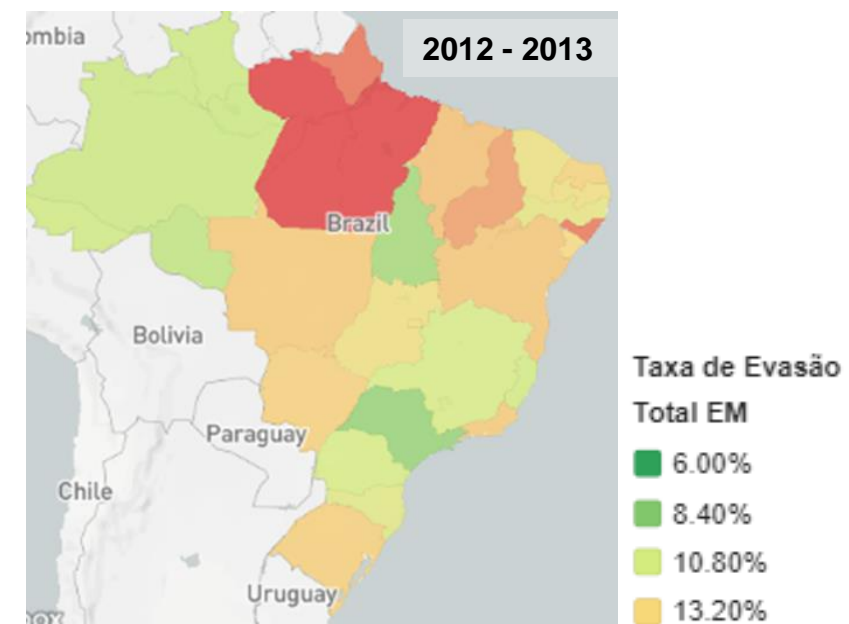 ombia
2012 - 2013
Brazil
Bolivia
Paraguay
Chile
Uruguay
box
Taxa de Evasão
Total EM
6.00%
8.40%
10.80%
13.20%